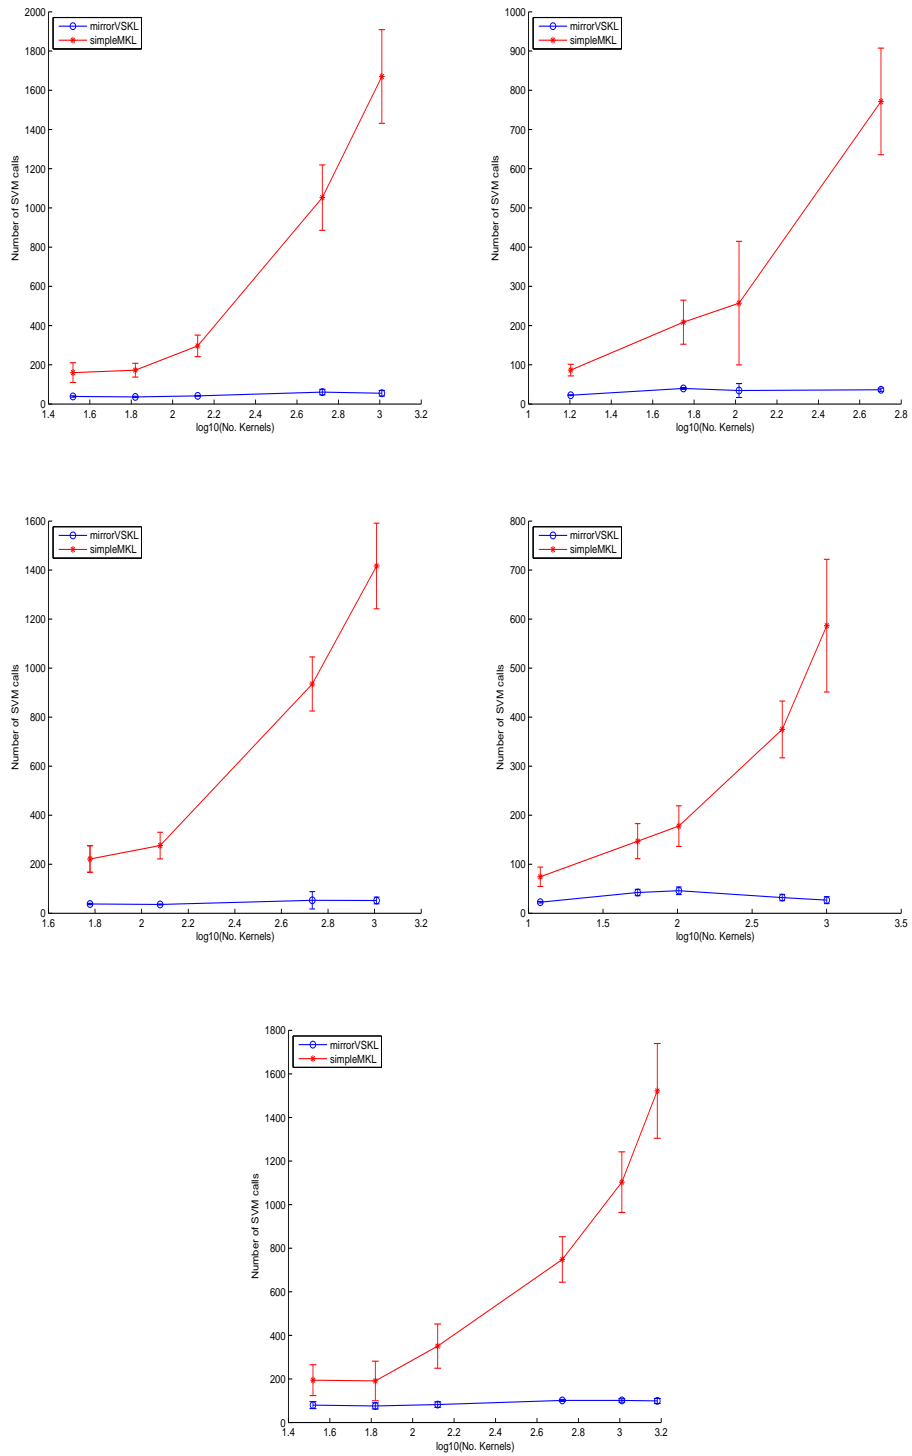 mirrorVSKL
simpleMKL
Number of SVM calls
2000
1800
1600
1400
1200
1000
800
600
400
200
0
1.4 1.6 1.8 2 2.2 2.4 2.6 2.8 3 3.2
log10(No. Kernels)
mirrorVSKL
simpleMKL
Number of SVM calls
1000
900
800
700
600
500
400
300
200
100
0
1 1.2 1.4 1.6 1.8 2 2.2 2.4 2.6 2.8
log10(No. Kernels)
mirrorVSKL
simpleMKL
Number of SVM calls
1600
1400
1200
1000
800
600
400
200
0
1.6 1.8 2 2.2 2.4 2.6 2.8 3 3.2
log10(No. Kernels)
mirrorVSKL
simpleMKL
Number of SVM calls
800
700
600
500
400
300
200
100
0
1 1.5 2 2.5 3 3.5
log10(No. Kernels)
mirrorVSKL
simpleMKL
Number of SVM calls
1800
1600
1400
1200
1000
800
600
400
200
0
1.4 1.6 1.8 2 2.2 2.4 2.6 2.8 3 3.2
log10(No. Kernels)